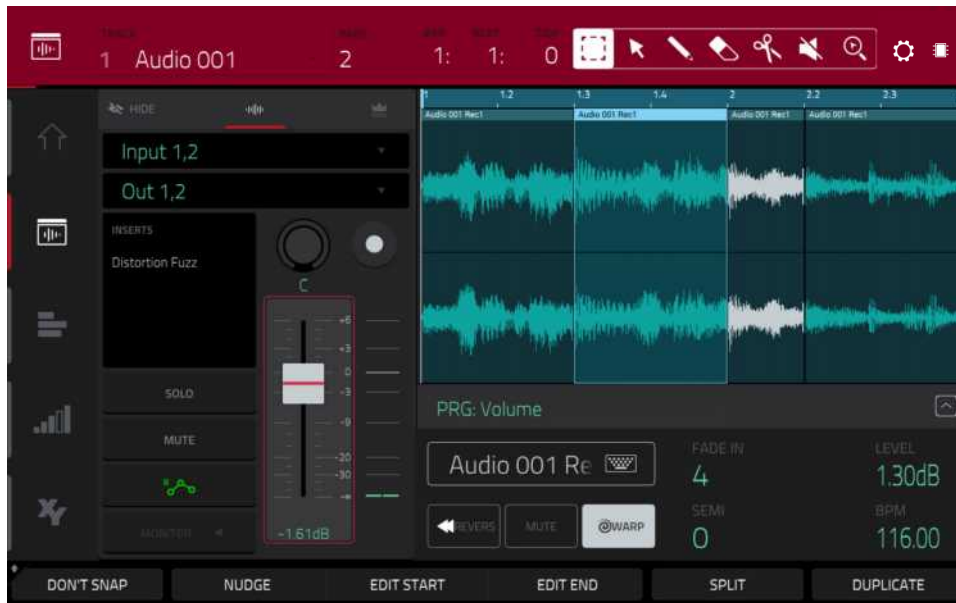 TRACK
1 Audio 001
2
1: 1: 0
HIDE
Input 1,2
Out 1,2
INSERTS
Distortion Fuzz
C
+6
+3
0
-3
-9
-20
-30
-∞
-1.61dB
SOLO
MUTE
MONITOR
1 1.2 1.3 1.4 2 2.2 2.3
Audio 001 Rec1 Audio 001 Rec1 Audio 001 Rec1 Audio 001 Rec1
PRG: Volume
Audio 001 Re
FADE IN
4
LEVEL
1.30dB
REVERS MUTE WARP
SEMI
0
BPM
116.00
DON'T SNAP NUDGE EDIT START EDIT END SPLIT DUPLICATE